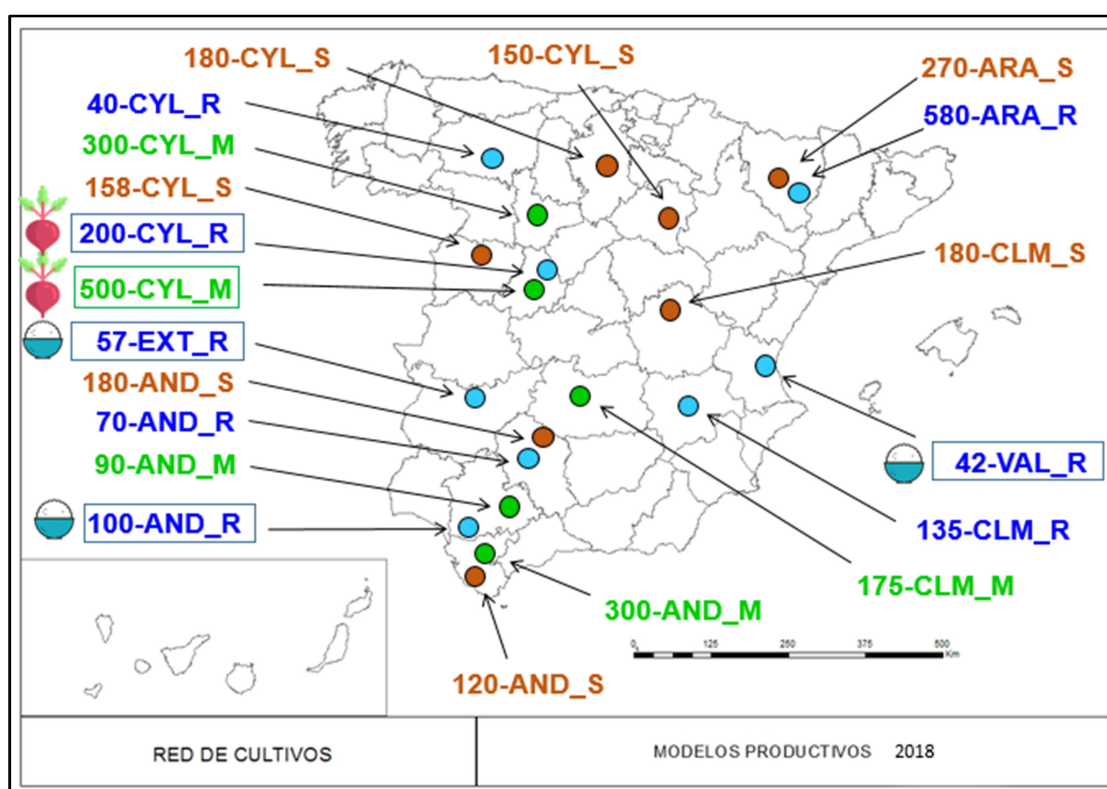 180-CYL_S
150-CYL_S
270-ARA_S
40-CYL_R
580-ARA_R
300-CYL_M
158-CYL_S
200-CYL_R
180-CLM_S
500-CYL_M
57-EXT_R
180-AND_S
70-AND_R
90-AND_M
42-VAL_R
100-AND_R
135-CLM_R
175-CLM_M
300-AND_M
120-AND_S
0 125 250 375 500
Km
RED DE CULTIVOS
MODELOS PRODUCTIVOS 2018